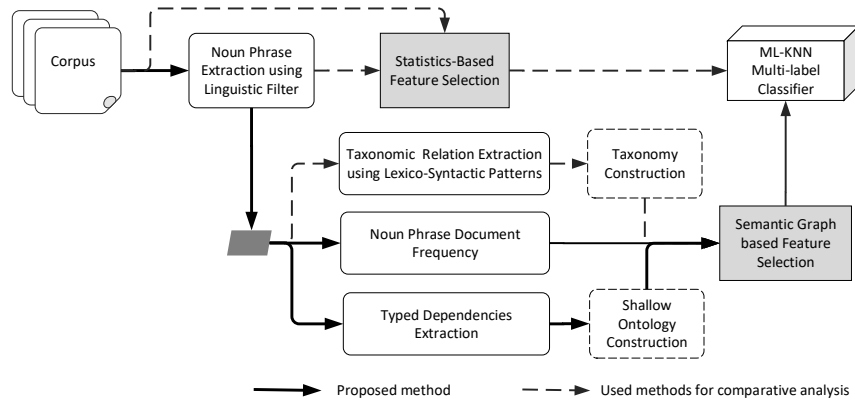 Corpus
Noun Phrase
Extraction using
Linguistic Filter
Statistics-Based
Feature Selection
ML-KNN
Multi-label
Classifier
Taxonomic Relation Extraction
using Lexico-Syntactic Patterns
Taxonomy
Construction
Noun Phrase Document
Frequency
Semantic Graph
based Feature
Selection
Typed Dependencies
Extraction
Shallow
Ontology
Construction
Proposed method
Used methods for comparative analysis